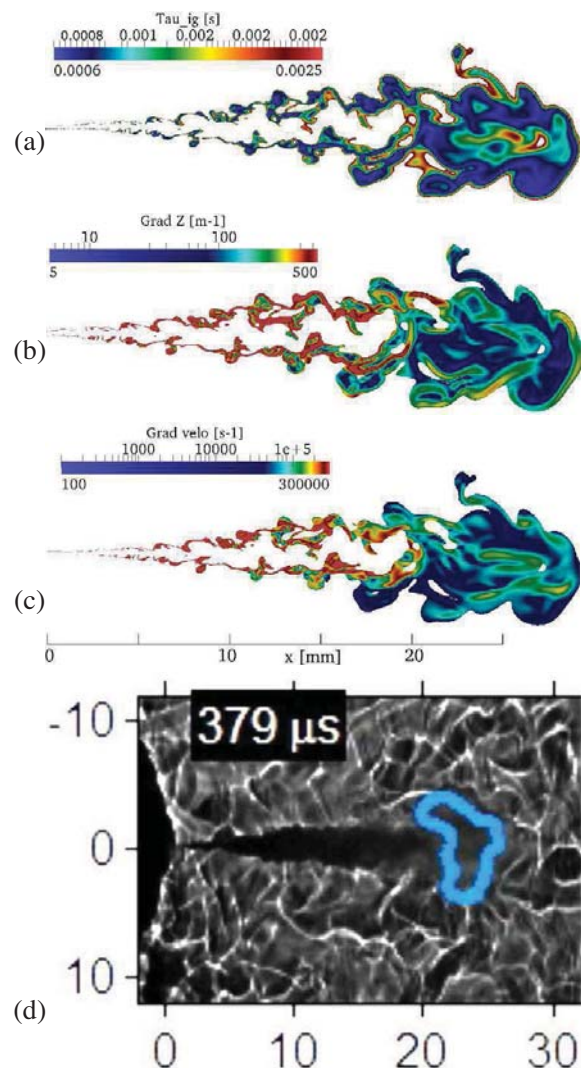 Tau_ig [s]
0.0008 0.001 0.002 0.002 0.002
0.0006 0.0025
(a)
Grad Z [m-1]
10 100
5 500
(b)
Grad velo [s-1]
1000 10000 1e+5
100 300000
(c)
0 10 20
x [mm]
-10
379 µs
0
10
(d)
0 10 20 30